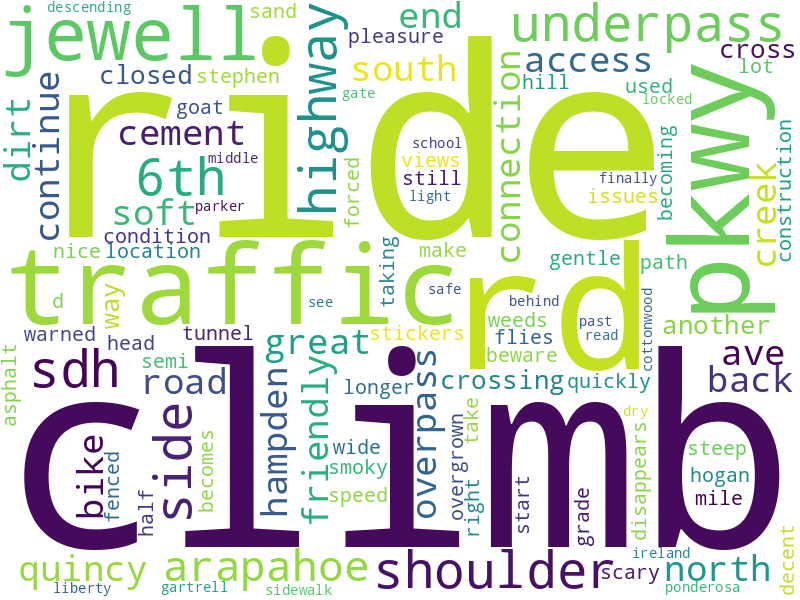 descending
sand
end
underpass
jewell
pleasure
cross
closed
stephen
highway
south
access
lot
goat
gate
hill
used
locked
continue
dirt
cement
ride
connection
pkwy
middle
school
views
still
light
finally
issues
becoming
construction
creek
6th
parker
soft
forced
condition
nice
location
taking
make
gentle
path
traffic
rd
d
way
see
safe
behind
weeds
past
read
flies
beware
cottonwood
another
warned
head
tunnel
great
stickers
asphalt
semi
sdh
road
friendly
hampden
longer
overpass
crossing
quickly
ave
back
climb
side
bike
fenced
half
becomes
wide
smoky
speed
overgrown
take
right
start
grade
dry
disappears
steep
hogan
mile
decent
quincy
arapahoe
shoulder
scary
ireland
north
liberty
gartrell
sidewalk
ponderosa